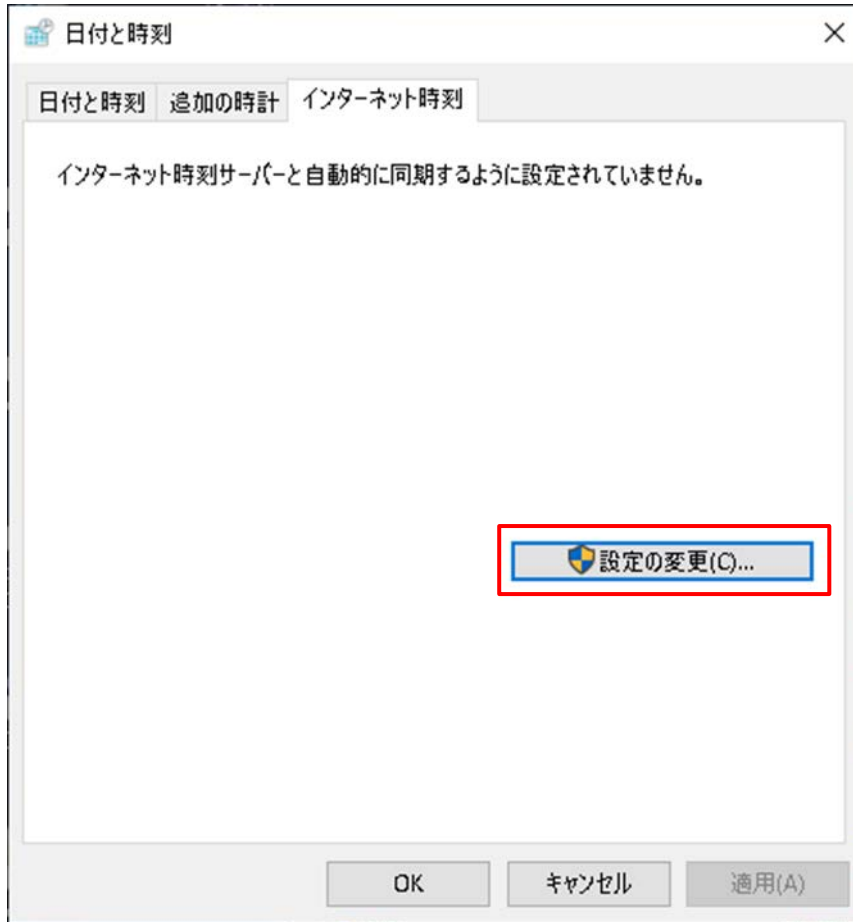 日付と時刻
日付と時刻 追加の時計 インターネット時刻
インターネット時刻サーバーと自動的に同期するように設定されていません。
設定の変更(C)...
OK キャンセル 適用(A)